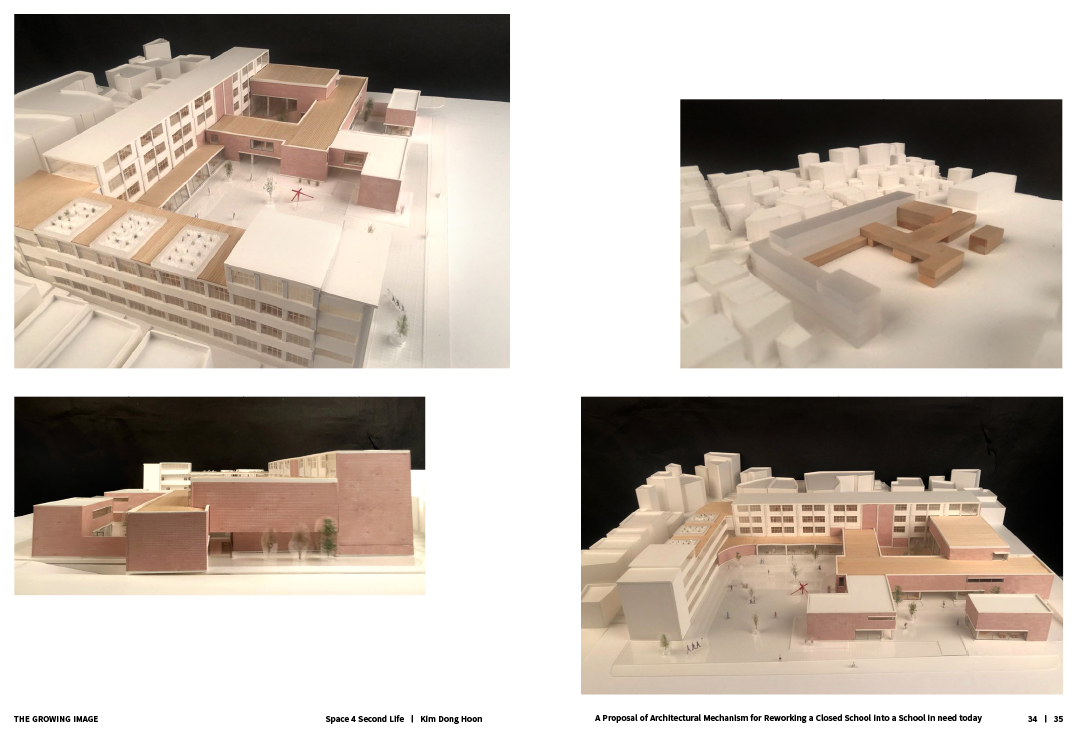 THE GROWING IMAGE
Space 4 Second Life | Kim Dong Hoon
A Proposal of Architectural Mechanism for Reworking a Closed School into a School in need today
34 | 35